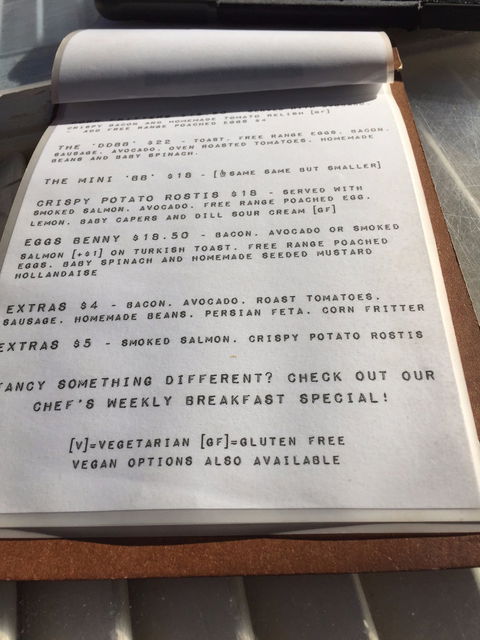 CRISPY BACON AND HOMEMADE TOMATO RELISH [GF]
ADD FREE RANGE POACHED EGGS $4
THE 'DD88' $22 - TOAST. FREE RANGE EGGS. BACON.
SAUSAGE. AVOCADO. OVEN ROASTED TOMATOES. HOMEMADE
BEANS AND BABY SPINACH.
THE MINI '88' $18 - [SAME SAME BUT SMALLER]
CRISPY POTATO ROSTIS $18 - SERVED WITH
SMOKED SALMON. AVOCADO. FREE RANGE POACHED EGG.
LEMON. BABY CAPERS AND DILL SOUR CREAM [GF]
EGGS BENNY $18.50 - BACON. AVOCADO OR SMOKED
SALMON [+$1] ON TURKISH TOAST. FREE RANGE POACHED
EGGS. BABY SPINACH AND HOMEMADE SEEDED MUSTARD
HOLLANDAISE
EXTRAS $4 - BACON. AVOCADO. ROAST TOMATOES.
SAUSAGE. HOMEMADE BEANS. PERSIAN FETA. CORN FRITTER
EXTRAS $5 - SMOKED SALMON. CRISPY POTATO ROSTIS
FANCY SOMETHING DIFFERENT? CHECK OUT OUR
CHEF'S WEEKLY BREAKFAST SPECIAL!
[V]=VEGETARIAN [GF]=GLUTEN FREE
VEGAN OPTIONS ALSO AVAILABLE